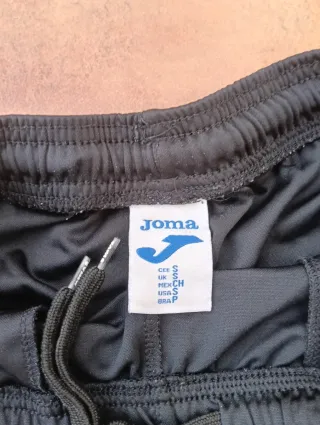 Joma
CEE S
UK S
MEX CH
USA S
BRA P